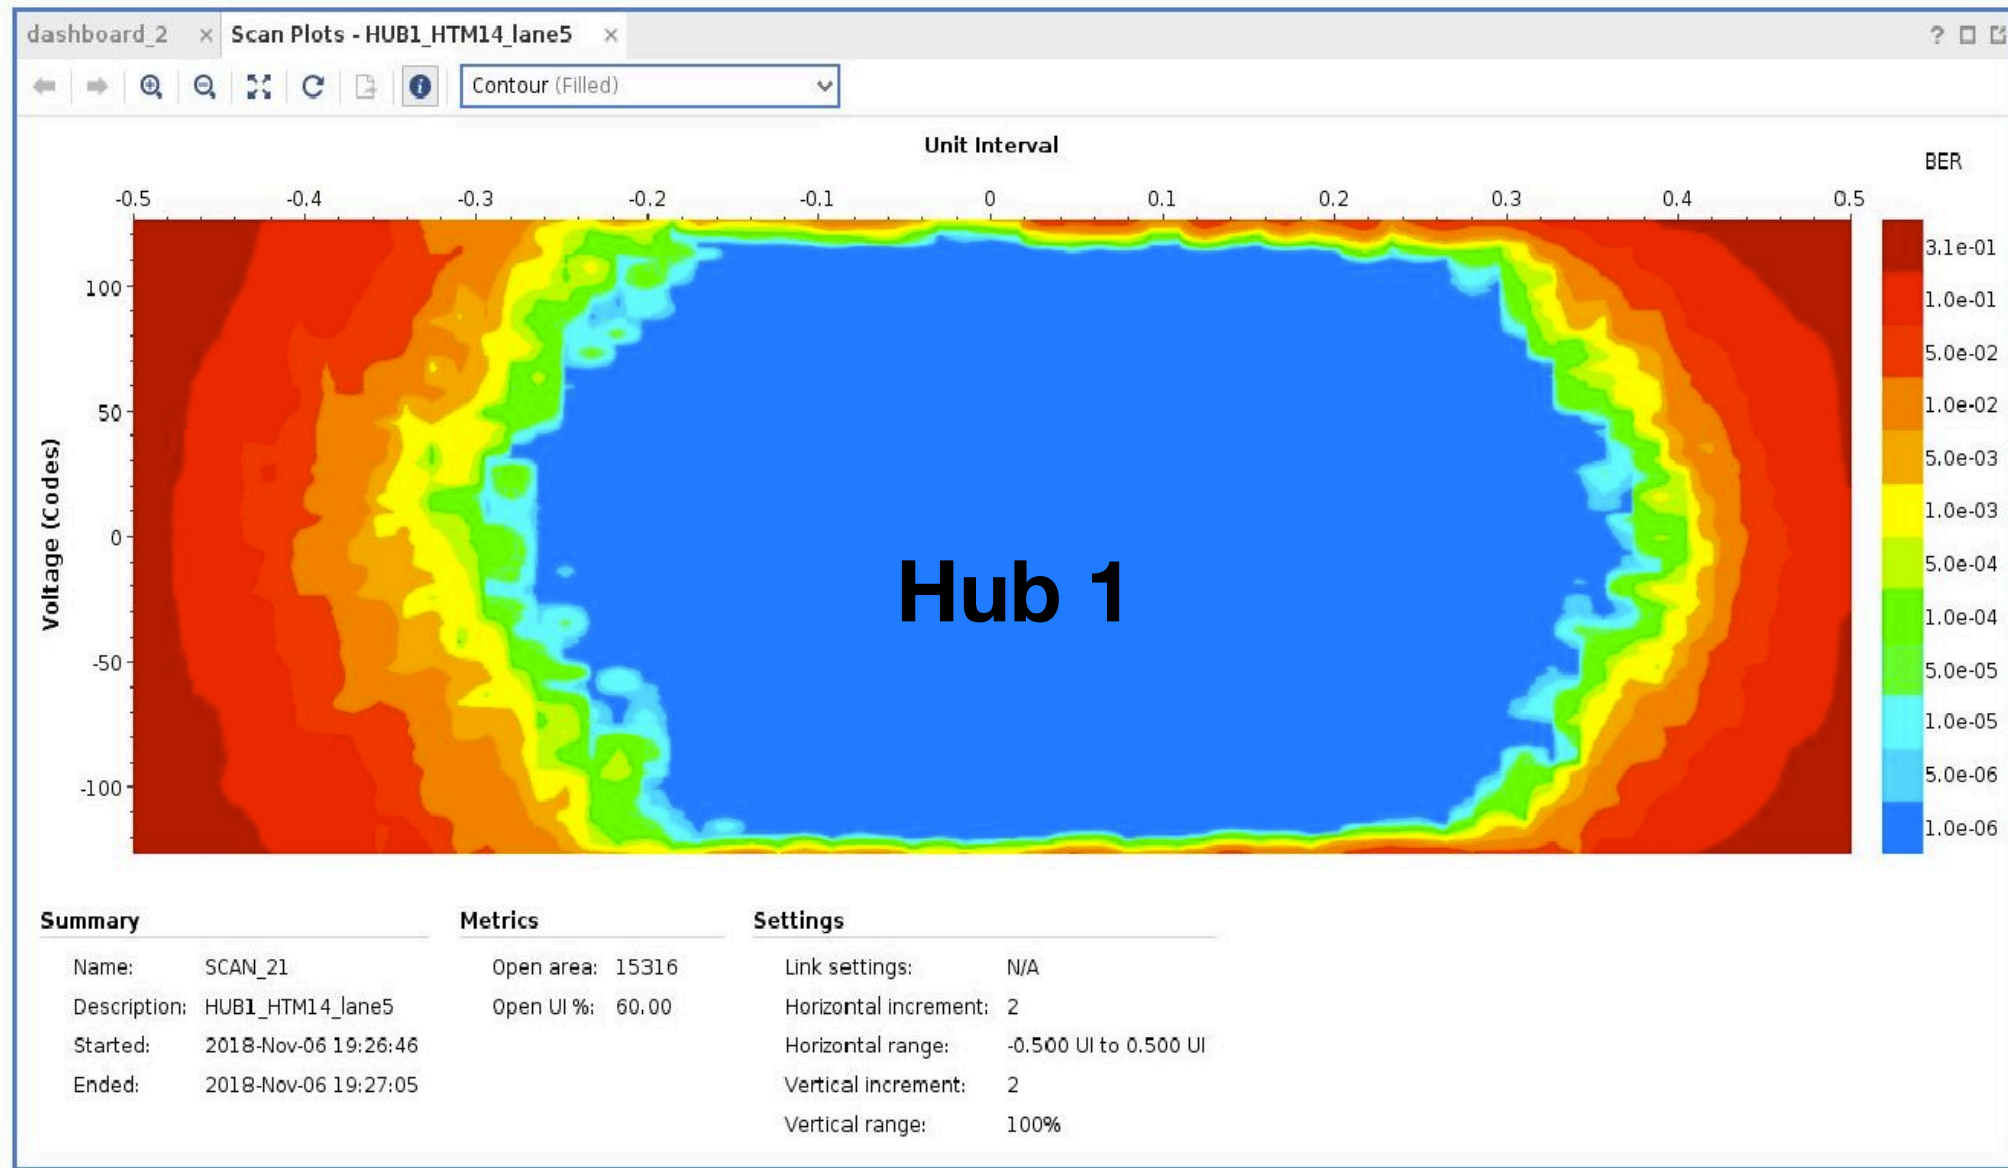 dashboard_2 × Scan Plots - HUB1_HTM14_lane5 ×
?
Contour (Filled)
Unit Interval
BER
-0.5 -0.4 -0.3 -0.2 -0.1 0 0.1 0.2 0.3 0.4 0.5
Voltage (Codes)
100
50
0
-50
-100
Hub 1
3.1e-01
1.0e-01
5.0e-02
1.0e-02
5.0e-03
1.0e-03
5.0e-04
1.0e-04
5.0e-05
1.0e-05
5.0e-06
1.0e-06
Summary
Name: SCAN_21
Description: HUB1_HTM14_lane5
Started: 2018-Nov-06 19:26:46
Ended: 2018-Nov-06 19:27:05
Metrics
Open area: 15316
Open UI %: 60.00
Settings
Link settings: N/A
Horizontal increment: 2
Horizontal range: -0.500 UI to 0.500 UI
Vertical increment: 2
Vertical range: 100%